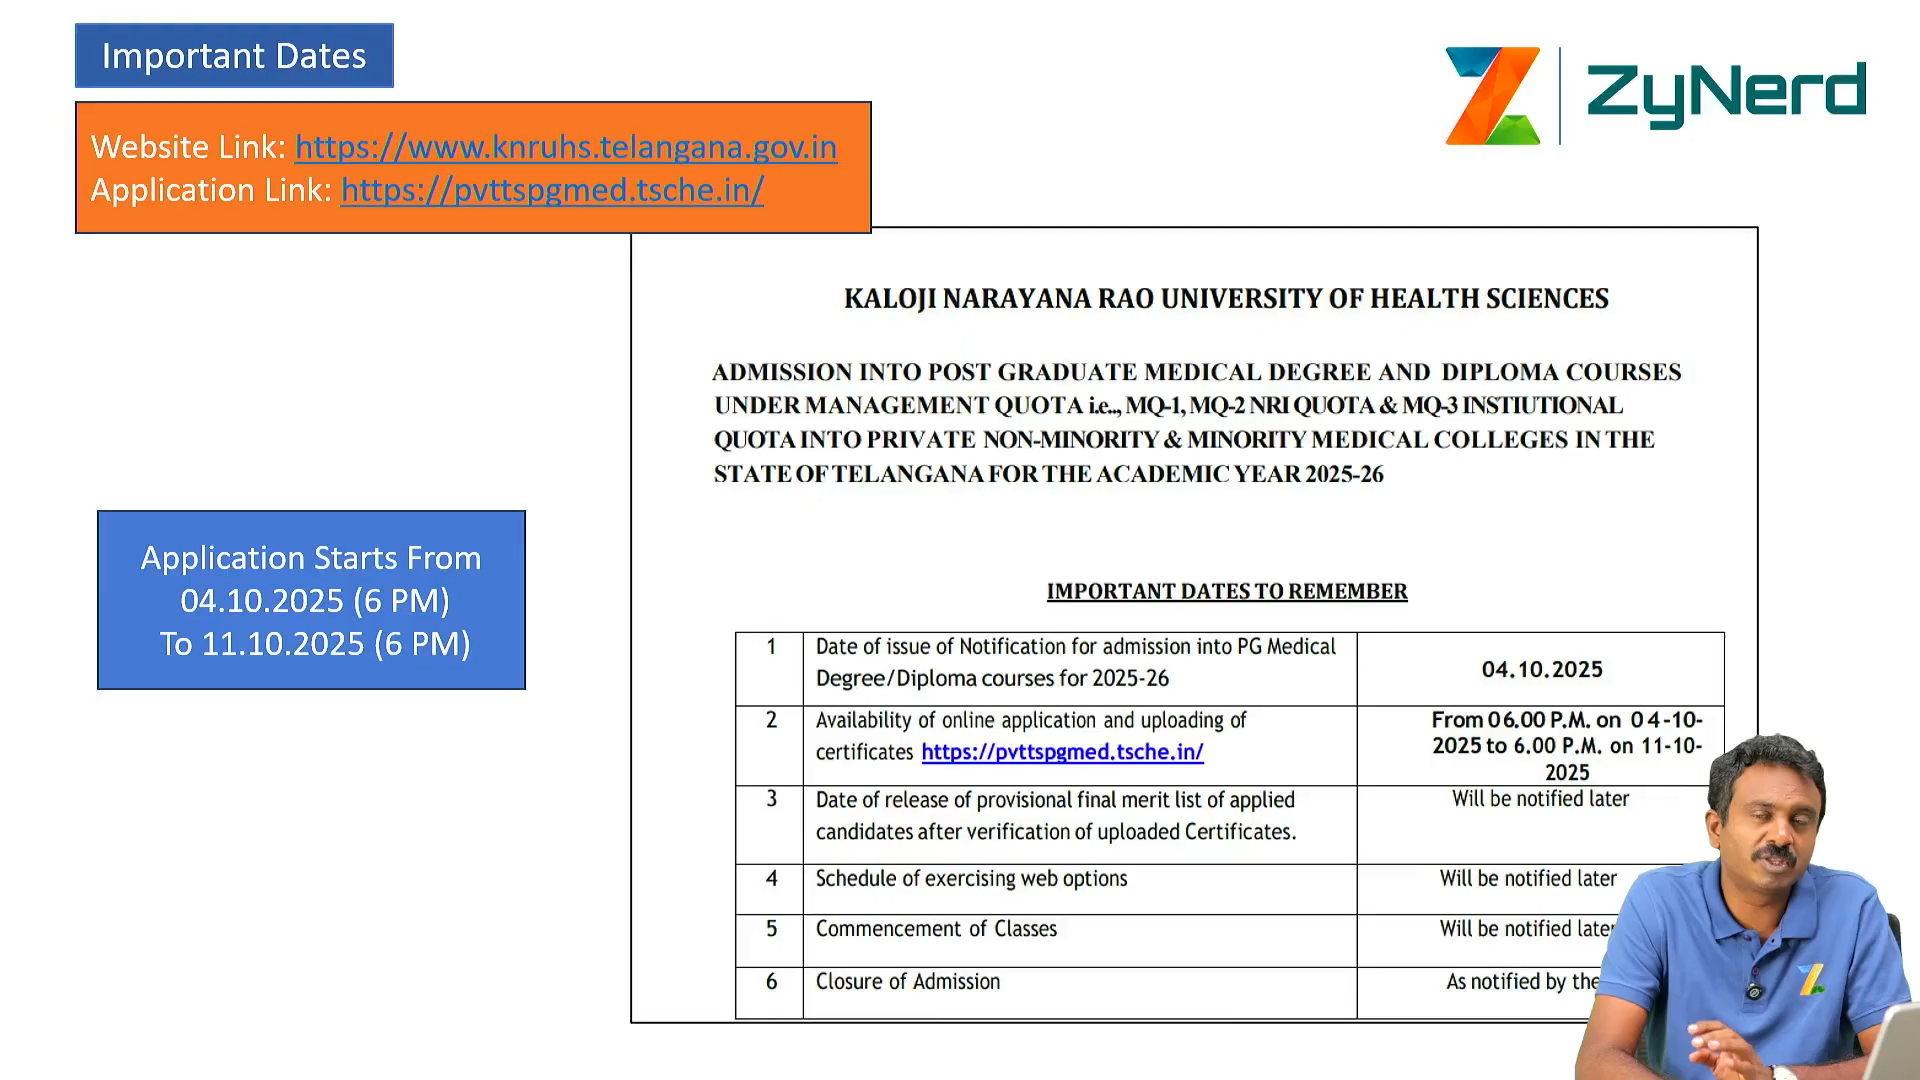 Important Dates
ZyNerd
Website Link: https://www.knruhs.telangana.gov.in
Application Link: https://pvttspgmed.tsche.in/
KALOJI NARAYANA RAO UNIVERSITY OF HEALTH SCIENCES
ADMISSION INTO POST GRADUATE MEDICAL DEGREE AND DIPLOMA COURSES
UNDER MANAGEMENT QUOTA i.e.., MQ-1, MQ-2 NRI QUOTA & MQ-3 INSTIUTIONAL
QUOTA INTO PRIVATE NON-MINORITY & MINORITY MEDICAL COLLEGES IN THE
STATE OF TELANGANA FOR THE ACADEMIC YEAR 2025-26
Application Starts From
04.10.2025 (6 PM)
To 11.10.2025 (6 PM)
IMPORTANT DATES TO REMEMBER
1 Date of issue of Notification for admission into PG Medical
Degree/Diploma courses for 2025-26
04.10.2025
2 Availability of online application and uploading of
certificates https://pvttspgmed.tsche.in/
From 06.00 P.M. on 04-10-
2025 to 6.00 P.M. on 11-10-
2025
3 Date of release of provisional final merit list of applied
candidates after verification of uploaded Certificates.
Will be notified later
4 Schedule of exercising web options
Will be notified later
5 Commencement of Classes
Will be notified later
6 Closure of Admission
As notified by the